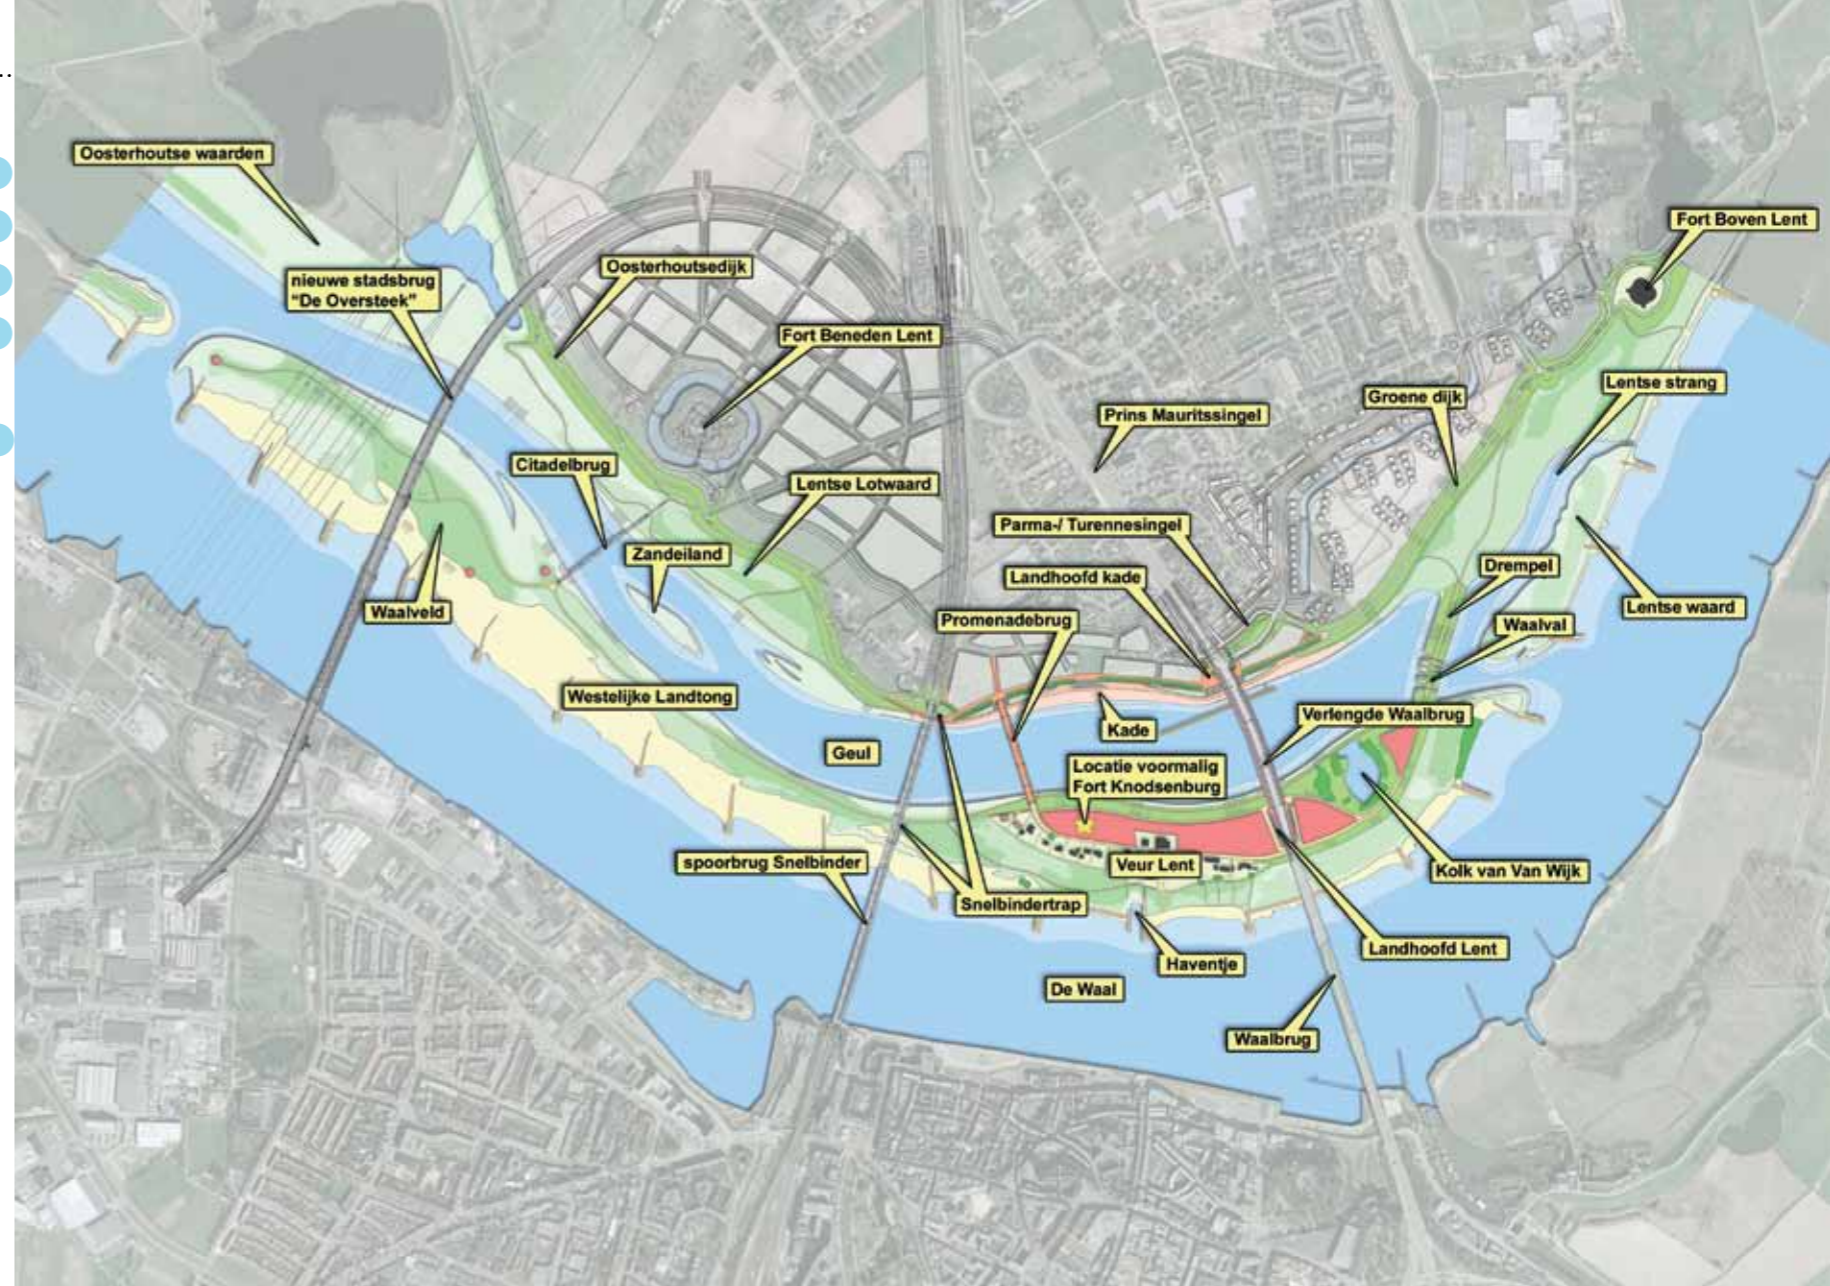 Oosterhoutse waarden
Fort Boven Lent
nieuwe stadsbrug
"De Oversteek"
Oosterhoutsedijk
Fort Beneden Lent
Lentse strang
Groene dijk
Prins Mauritssingel
Citadelbrug
Lentse Lotwaard
Parma-/ Turennesingel
Zandeiland
Landhoofd kade
Drempel
Waalveld
Promenadebrug
Lentse waard
Waalval
Westelijke Landtong
Verlengde Waalbrug
Kade
Geul
Locatie voormalig
Fort Knodsenburg
spoorbrug Snelbinder
Veur Lent
Kolk van Van Wijk
Snelbindertrap
Landhoofd Lent
Haventje
De Waal
Waalbrug